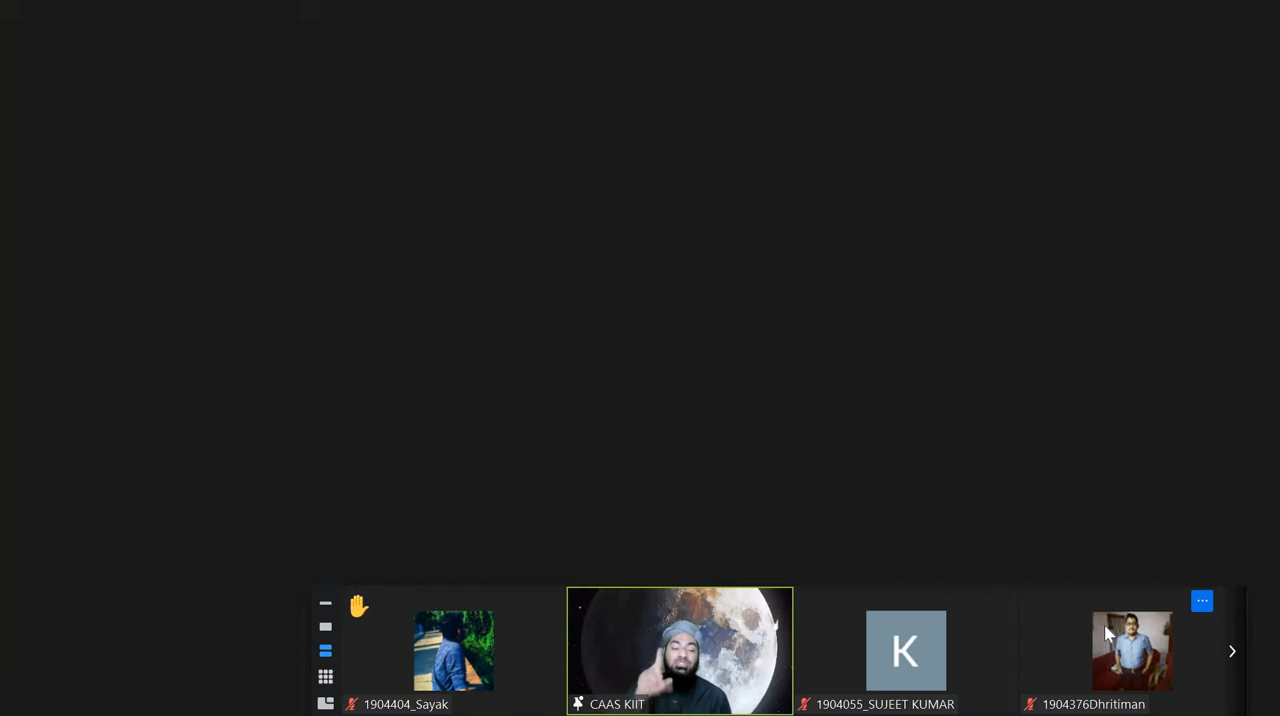 K
1904404_Sayak
CAAS KIIT
1904055_SUJEET KUMAR
1904376Dhritiman